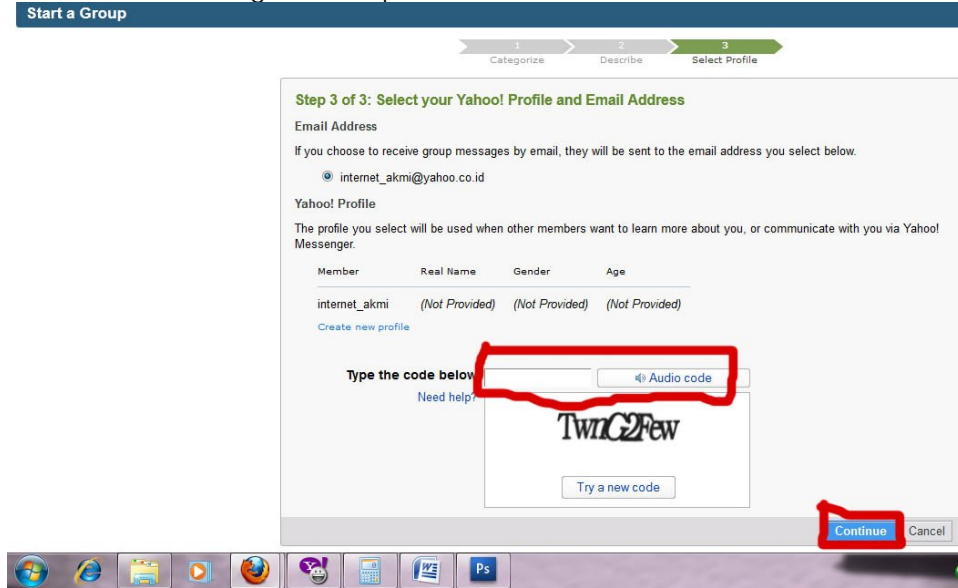 Start a Group
1 2 3
Categorize Describe Select Profile
Step 3 of 3: Select your Yahoo! Profile and Email Address
Email Address
If you choose to receive group messages by email, they will be sent to the email address you select below.
internet_akmi@yahoo.co.id
Yahoo! Profile
The profile you select will be used when other members want to learn more about you, or communicate with you via Yahoo!
Messenger.
Member Real Name Gender Age
internet_akmi (Not Provided) (Not Provided) (Not Provided)
Create new profile
Type the code below Audio code
Need help?
TwnG2Few
Try a new code
Continue Cancel
Ps